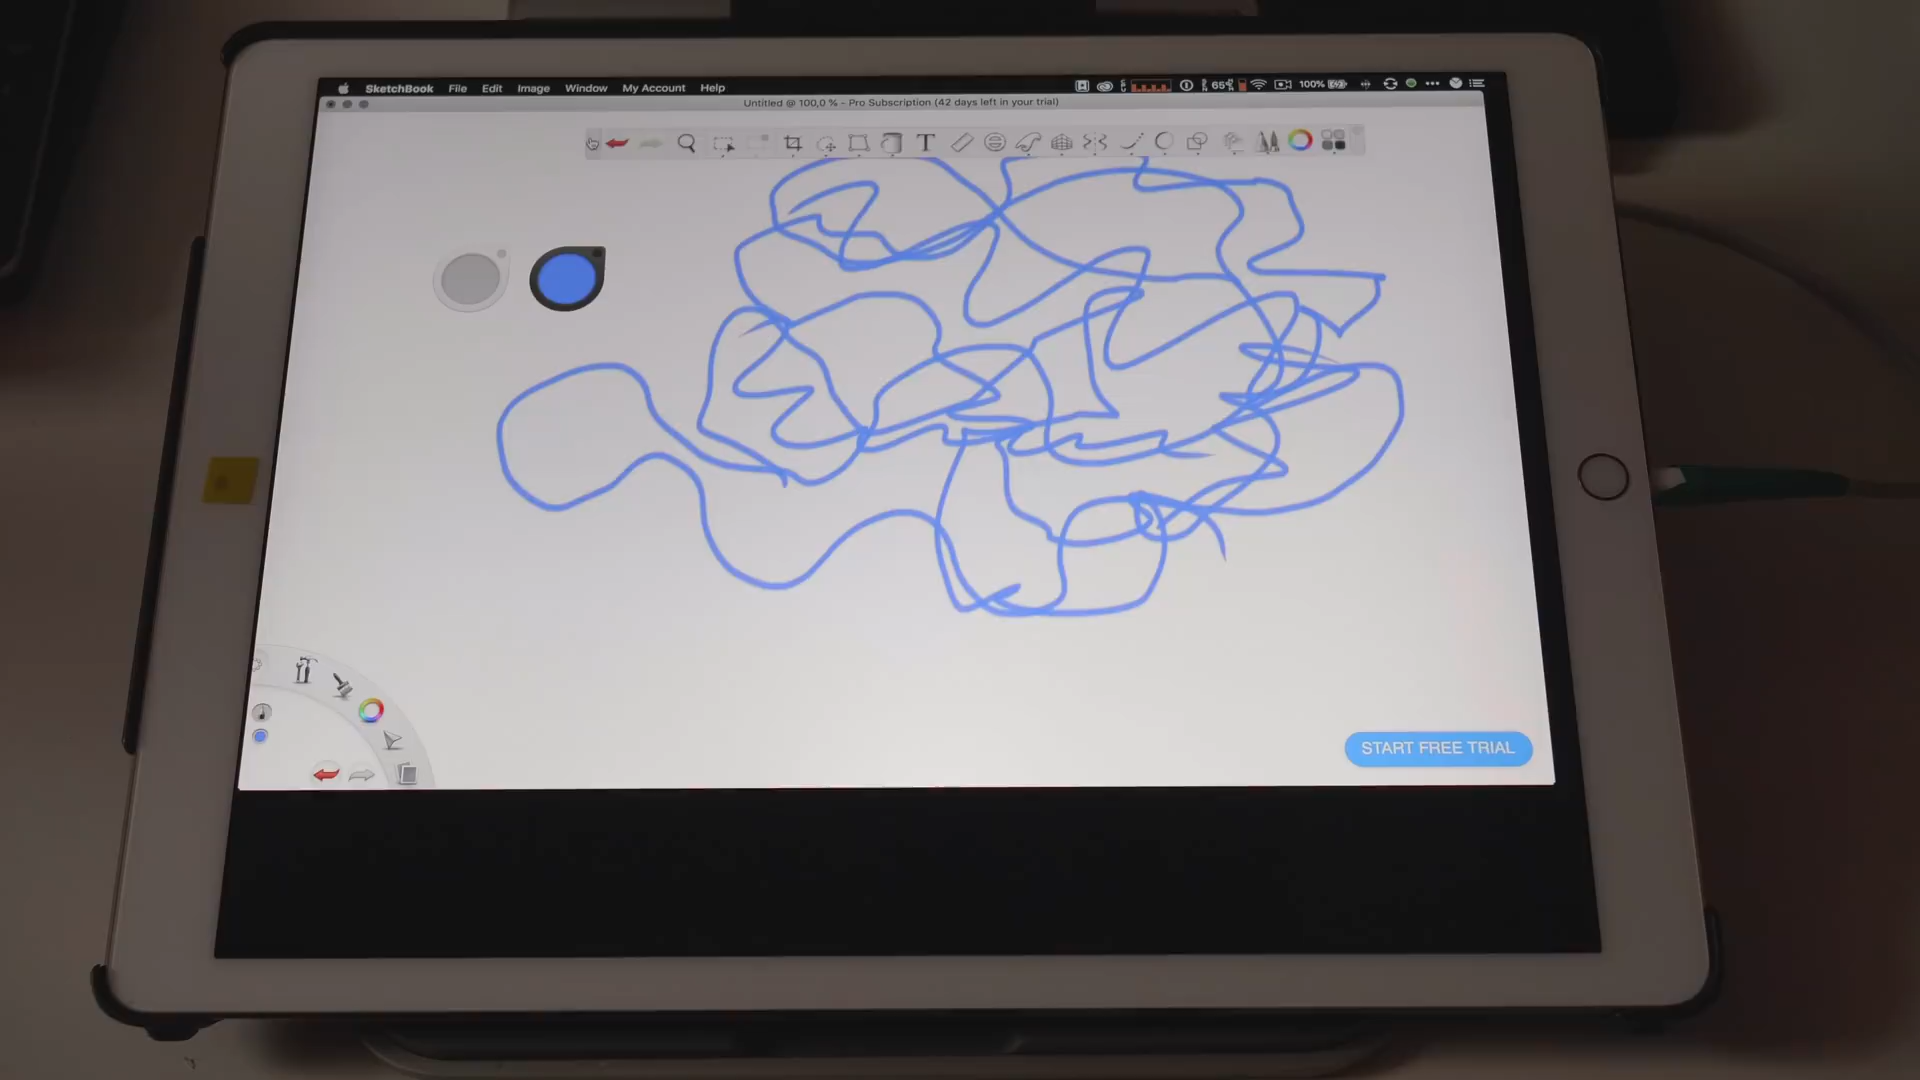 SketchBook File Edit Image Window My Account Help 65% 100%
Untitled @ 100,0 % - Pro Subscription (42 days left in your trial)
T
START FREE TRIAL